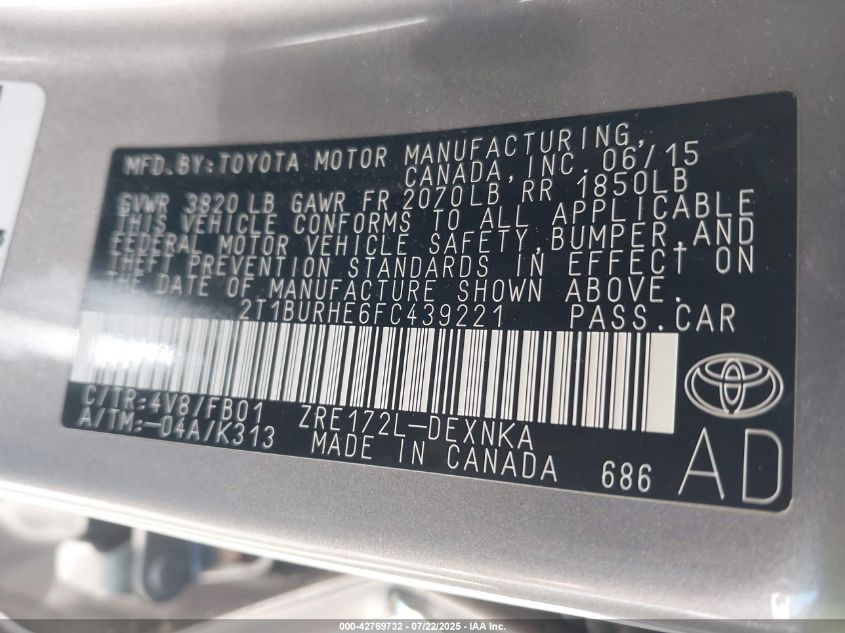 MFD.BY:TOYOTA MOTOR MANUFACTURING,
CANADA,INC. 06/15
GVWR 3820 LB GAWR FR 2070LB RR 1850LB
THIS VEHICLE CONFORMS TO ALL APPLICABLE
FEDERAL MOTOR VEHICLE SAFETY,BUMPER,AND
THEFT PREVENTION STANDARDS IN EFFECT ON
THE DATE OF MANUFACTURE SHOWN ABOVE.
2T1BURHE6FC439221 PASS.CAR
C/TR:4V8/FB01 ZRE172L-DEXNKA
A/TM:-04A/K313 MADE IN CANADA 686 AD
000-42769732 - 07/22/2025 - IAA Inc.